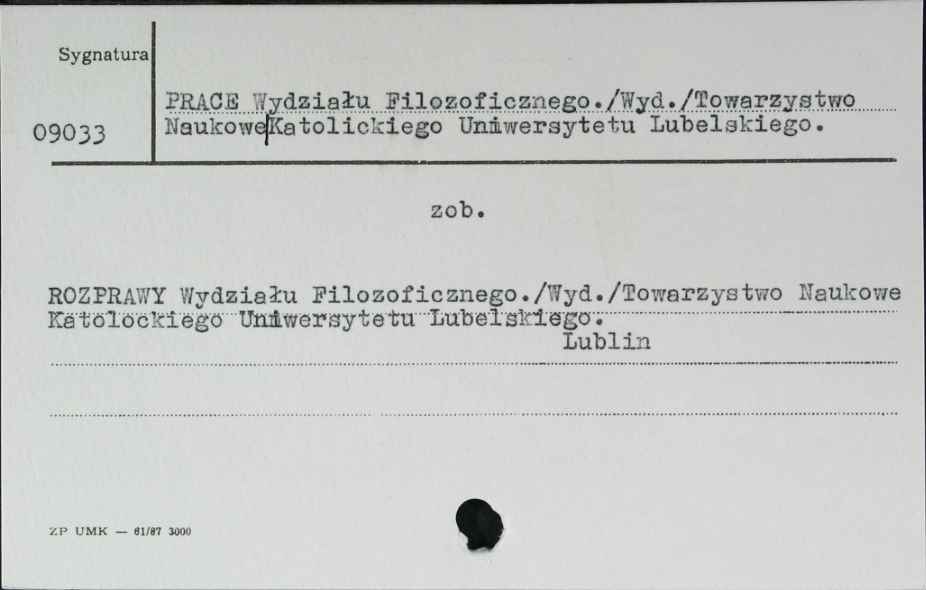 Sygnatura
09033
PRACE Wydziału Filozoficznego./Wyd./Towarzystwo
Naukowe|Katolickiego Uniwersytetu Lubelskiego.
zob.
ROZPRAWY Wydziału Filozoficznego./Wyd./Towarzystwo Naukowe
Katolockiego Uniwersytetu Lubelskiego.
Lublin
ZP UMK — 61/87 3000